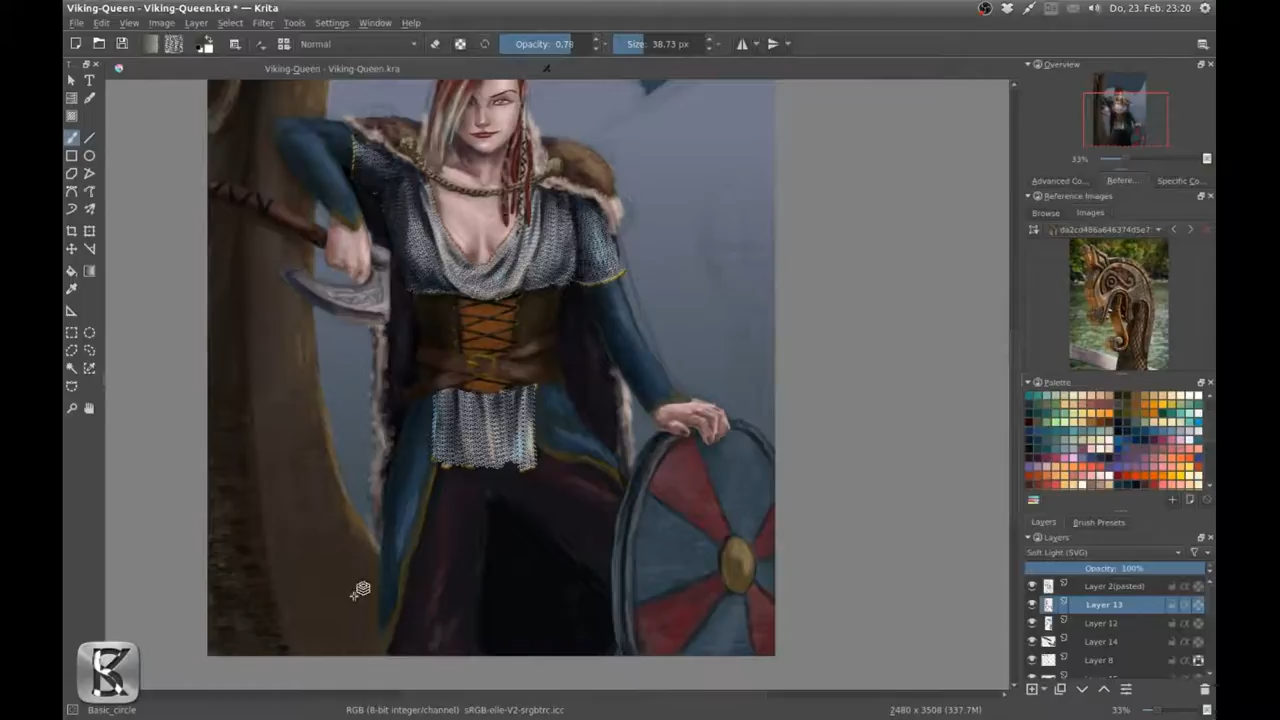 Viking-Queen - Viking-Queen.kra * — Krita
Do, 23. Feb. 23:20
File Edit View Image Layer Select Filter Tools Settings Window Help
Normal
Opacity: 0,78
Size: 38.73 px
T...
Viking-Queen - Viking-Queen.kra
Overview
33%
Advanced Co... Refere... Specific Co...
Reference Images
Browse Images
da2cd486a646374d5e7
Palette
Layers Brush Presets
Layers
Soft Light (SVG)
Opacity: 100%
Layer 2(pasted)
Layer 13
Layer 12
Layer 14
Layer 8
K
Basic_circle
RGB (8-bit integer/channel) sRGB-elle-V2-srgbtrc.icc
2480 x 3508 (337.7M)
33%